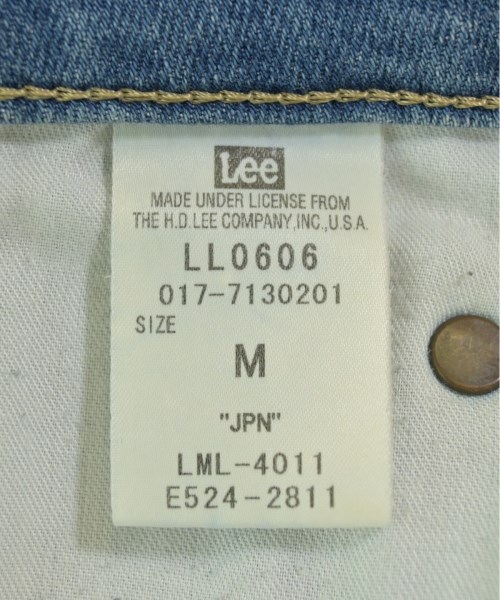 Lee
MADE UNDER LICENSE FROM
THE H.D.LEE COMPANY,INC.,U.S.A.
LL0606
017-7130201
SIZE
M
"JPN"
LML-4011
E524-2811